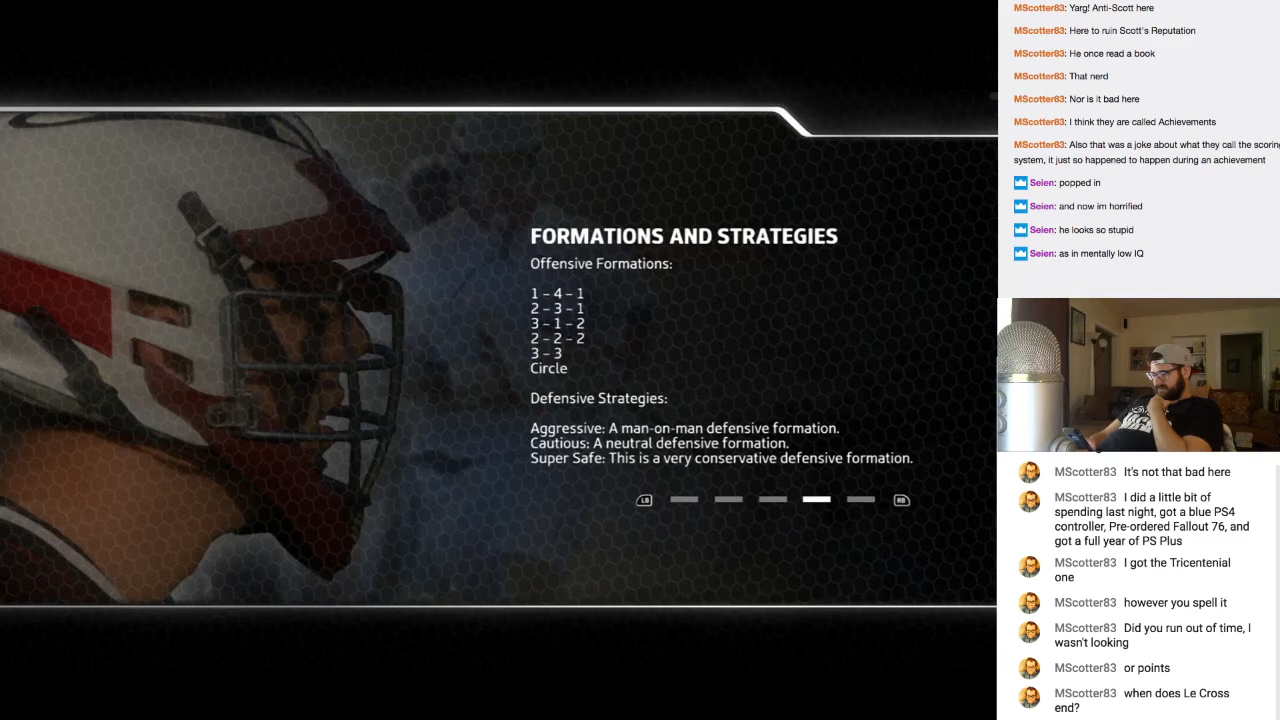 FORMATIONS AND STRATEGIES
Offensive Formations:
1 – 4 – 1
2 – 3 – 1
3 – 1 – 2
2 – 2 – 2
3 – 3
Circle
Defensive Strategies:
Aggressive: A man-on-man defensive formation.
Cautious: A neutral defensive formation.
Super Safe: This is a very conservative defensive formation.
LB
RB
MScotter83: Yarg! Anti-Scott here
MScotter83: Here to ruin Scott's Reputation
MScotter83: He once read a book
MScotter83: That nerd
MScotter83: Nor is it bad here
MScotter83: I think they are called Achievements
MScotter83: Also that was a joke about what they call the scoring
system, it just so happened to happen during an achievement
Seien: popped in
Seien: and now im horrified
Seien: he looks so stupid
Seien: as in mentally low IQ
MScotter83 It's not that bad here
MScotter83 I did a little bit of
spending last night, got a blue PS4
controller, Pre-ordered Fallout 76, and
got a full year of PS Plus
MScotter83 I got the Tricentenial
one
MScotter83 however you spell it
MScotter83 Did you run out of time, I
wasn't looking
MScotter83 or points
MScotter83 when does Le Cross
end?